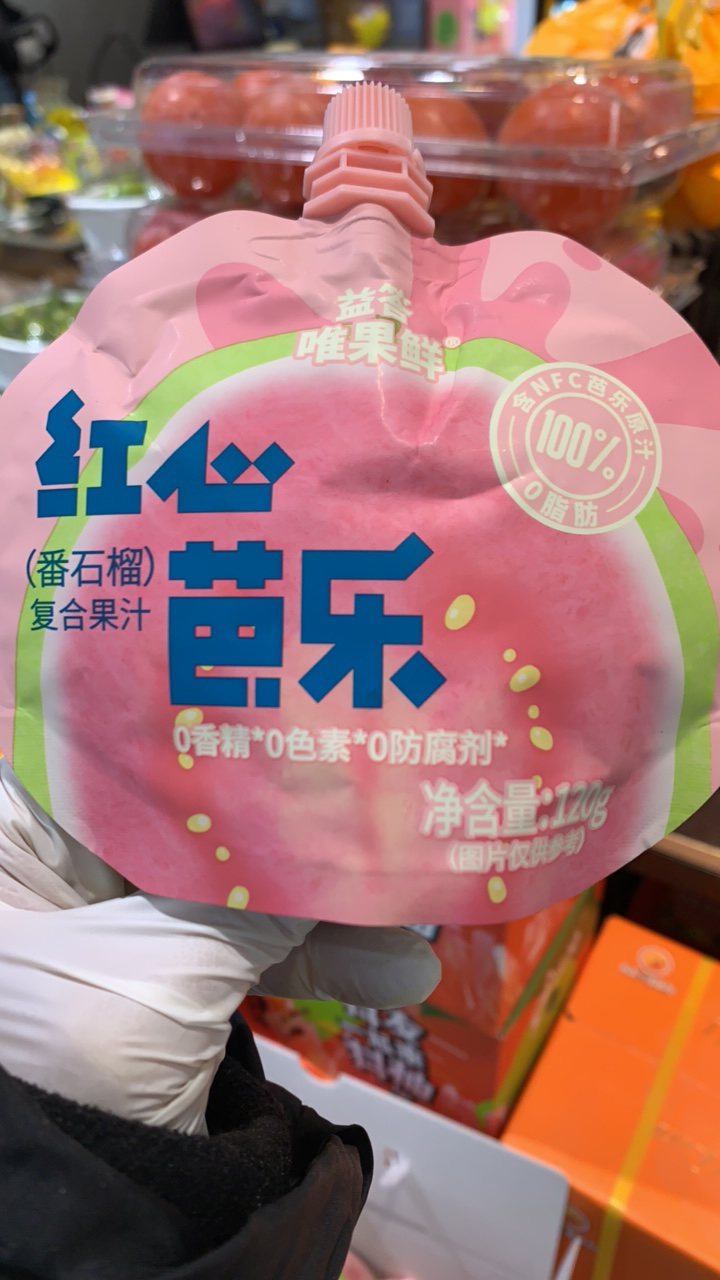 益答
唯果鲜®
含NFC芭乐原汁
100%
0脂肪
红心
芭乐
(番石榴)
复合果汁
0香精*0色素*0防腐剂*
净含量:120g
(图片仅供参考)